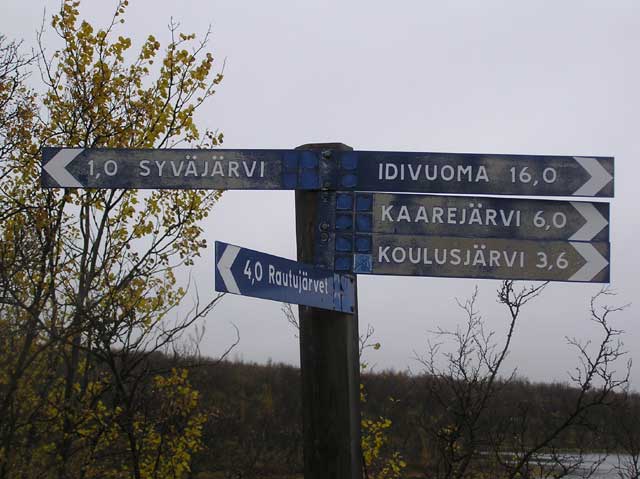 1,0 SYVÄJÄRVI
IDIVUOMA 16,0
KAAREJÄRVI 6,0
KOULUSJÄRVI 3,6
4,0 Rautujärvet